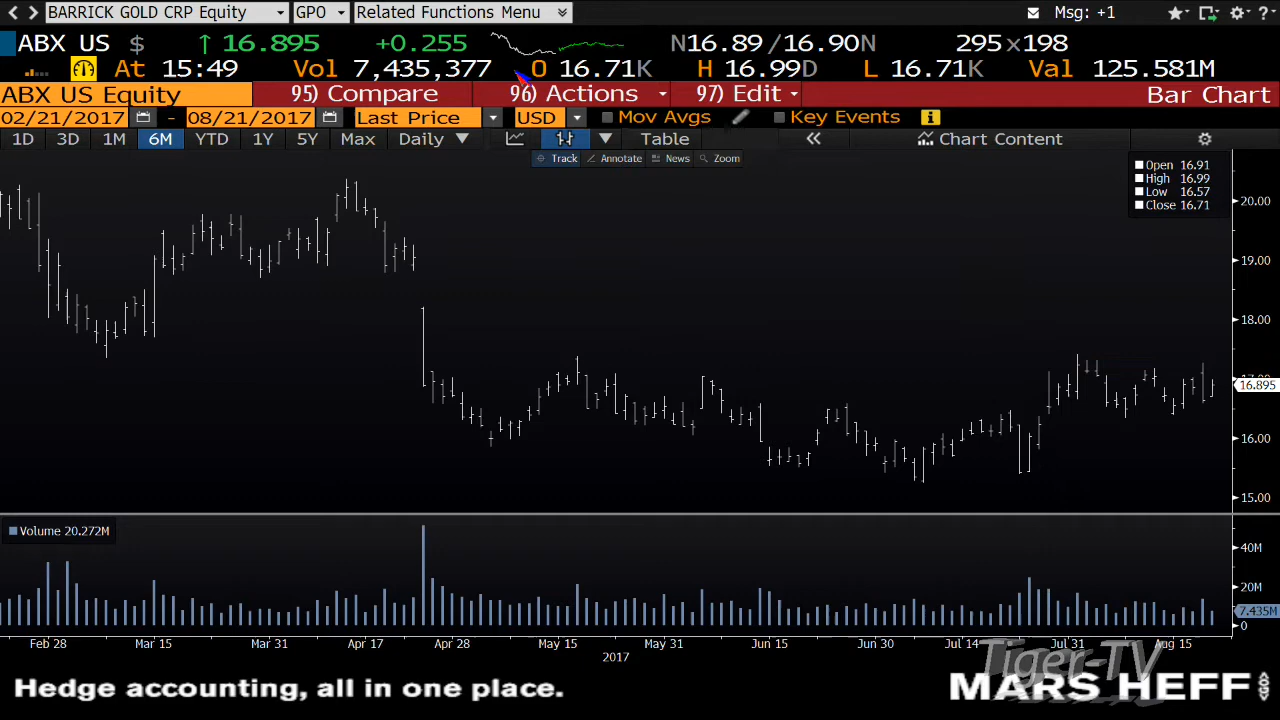 BARRICK GOLD CRP Equity GPO Related Functions Menu Msg: +1
ABX US $ ↑ 16.895 +0.255 N16.89/16.90N 295x198
At 15:49 Vol 7,435,377 O 16.71K H 16.99D L 16.71K Val 125.581M
ABX US Equity 95) Compare 96) Actions 97) Edit Bar Chart
02/21/2017 - 08/21/2017 Last Price USD Mov Avgs Key Events
1D 3D 1M 6M YTD 1Y 5Y Max Daily Table « Chart Content
Track Annotate News Zoom
Open 16.91
High 16.99
Low 16.57
Close 16.71
20.00
19.00
18.00
17.00
16.895
16.00
15.00
Volume 20.272M
40M
20M
7.435M
0
Feb 28 Mar 15 Mar 31 Apr 17 Apr 28 May 15 May 31 Jun 15 Jun 30 Jul 14 Jul 31 Aug 15
2017
Tiger-TV
Hedge accounting, all in one place. MARS HEFF